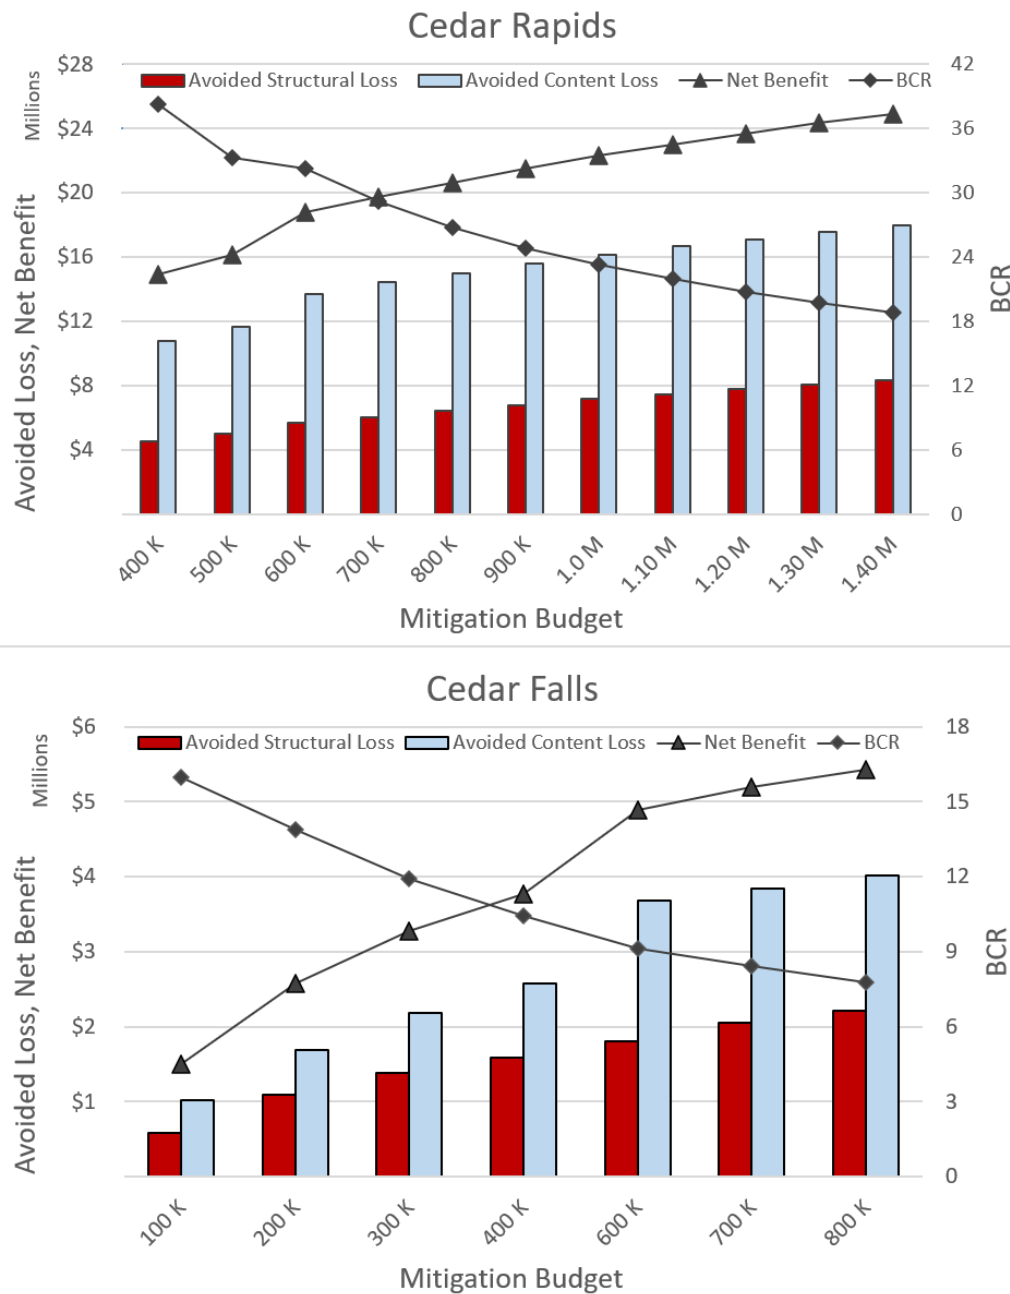 Cedar Rapids
Millions
Avoided Structural Loss Avoided Content Loss Net Benefit BCR
$28
$24
$20
$16
$12
$8
$4
42
36
30
24
18
12
6
0
Avoided Loss, Net Benefit
BCR
400 K 500 K 600 K 700 K 800 K 900 K 1.0 M 1.10 M 1.20 M 1.30 M 1.40 M
Mitigation Budget
Cedar Falls
Millions
Avoided Structural Loss Avoided Content Loss Net Benefit BCR
$6
$5
$4
$3
$2
$1
18
15
12
9
6
3
0
Avoided Loss, Net Benefit
BCR
100 K 200 K 300 K 400 K 600 K 700 K 800 K
Mitigation Budget